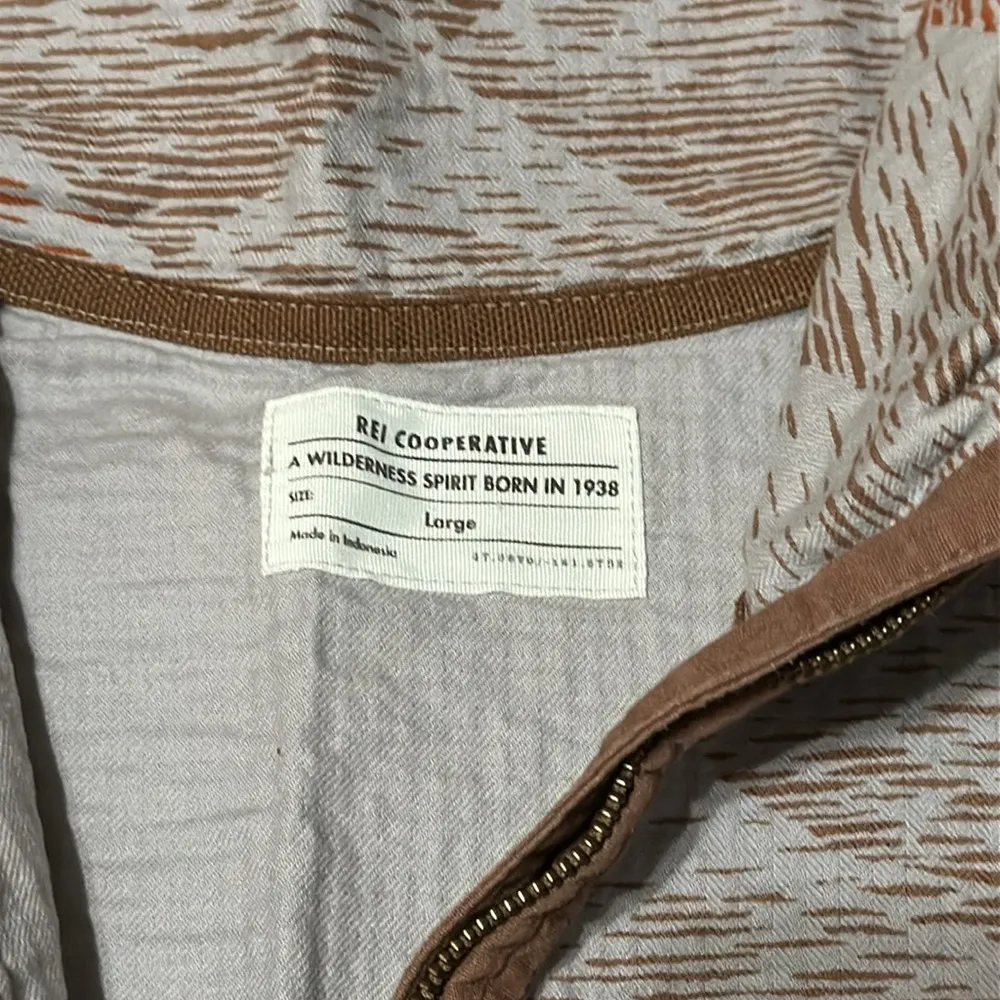 REI COOPERATIVE
A WILDERNESS SPIRIT BORN IN 1938
SIZE:
Large
Made in Indonesia